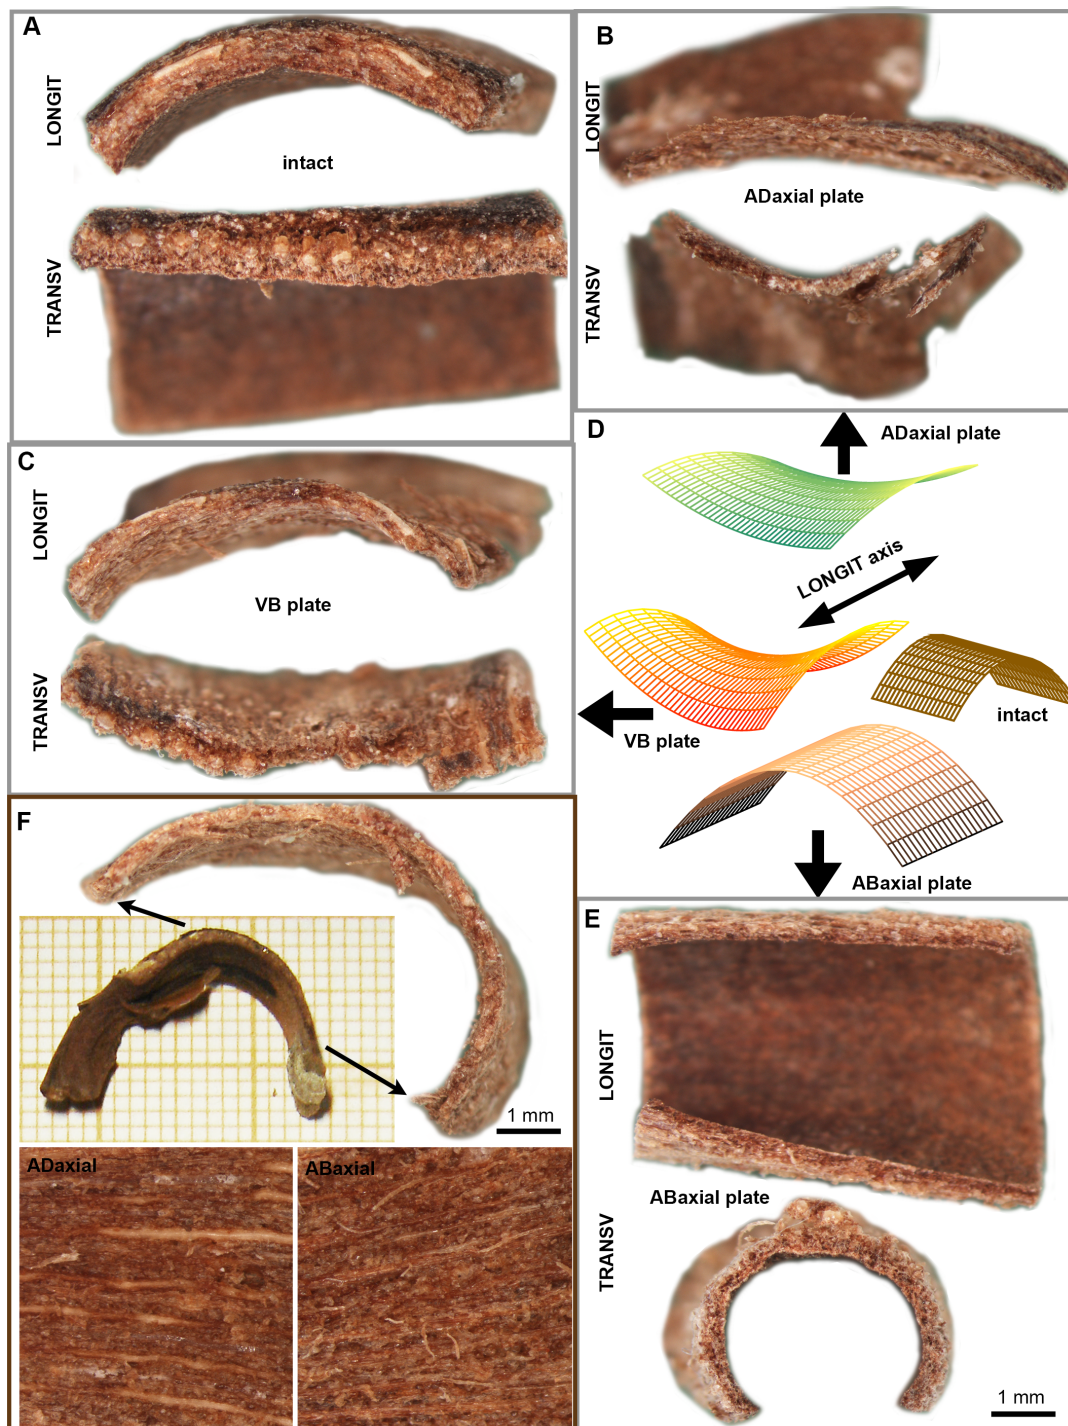 A
LONGIT
intact
TRANSV
B
LONGIT
ADaxial plate
TRANSV
C
LONGIT
VB plate
TRANSV
D
ADaxial plate
LONGIT axis
VB plate
intact
ABaxial plate
E
LONGIT
ABaxial plate
TRANSV
1 mm
F
1 mm
ADaxial
ABaxial